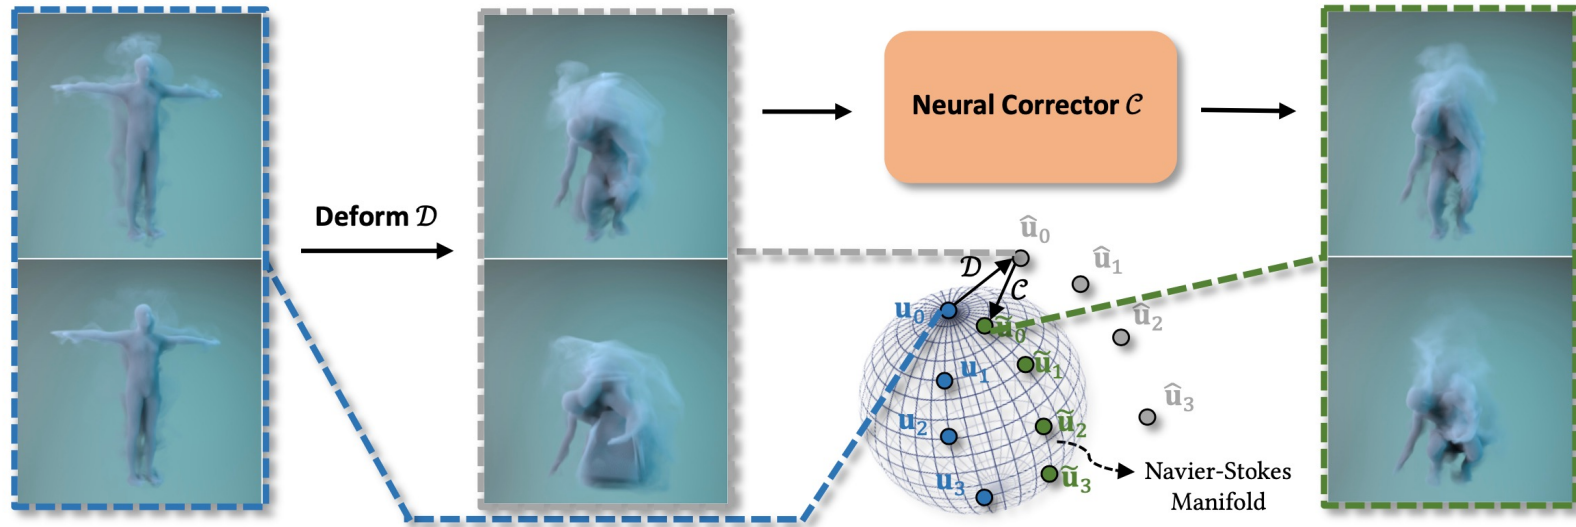 Neural Corrector 𝒞
Deform 𝒟
û₀
û₁
𝒟
𝒞
u₀
ũ₀
û₂
u₁
ũ₁
û₃
u₂
ũ₂
Navier-Stokes
Manifold
u₃
ũ₃